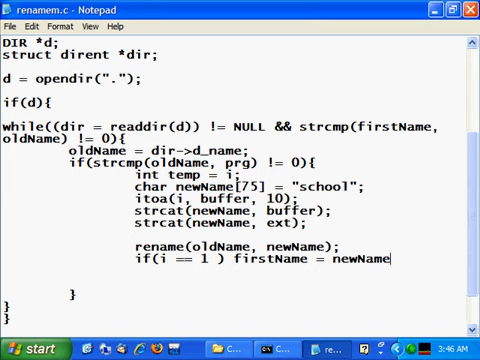 renamem.c - Notepad
File Edit Format View Help
DIR *d;
struct dirent *dir;
d = opendir(".");
if(d){
while((dir = readdir(d)) != NULL && strcmp(firstName,
oldName) != 0){
oldName = dir->d_name;
if(strcmp(oldName, prg) != 0){
int temp = i;
char newName[75] = "school";
itoa(i, buffer, 10);
strcat(newName, buffer);
strcat(newName, ext);
rename(oldName, newName);
if(i == 1 ) firstName = newName
}
}
}
start
C...
C:...
re...
3:46 AM